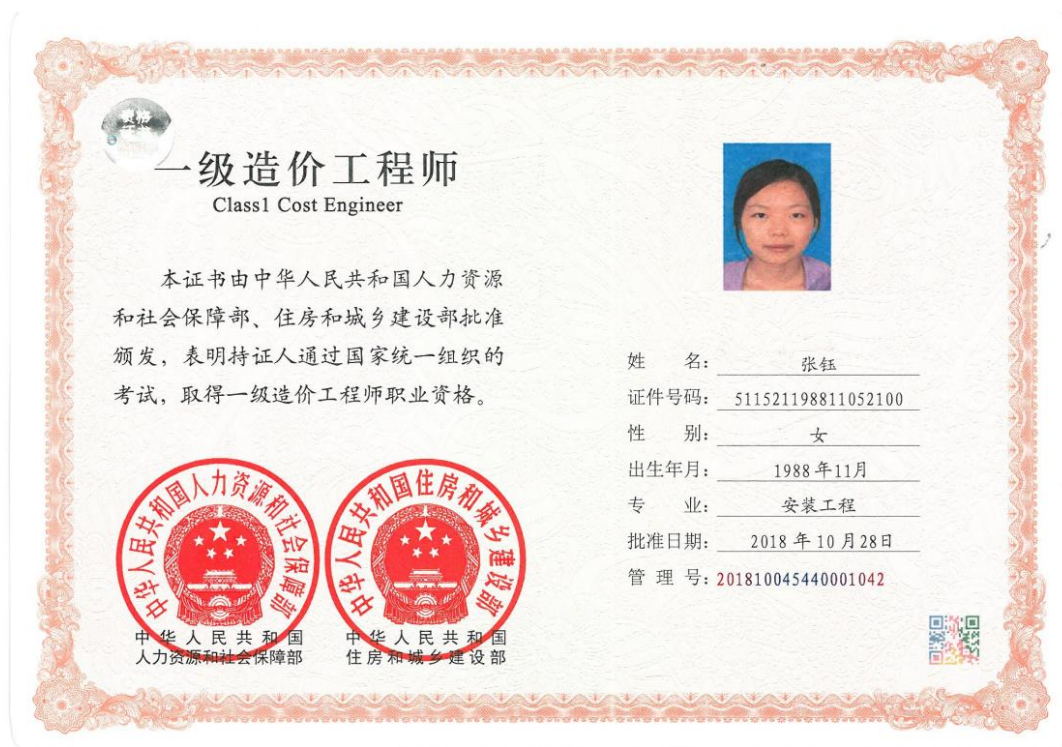 资格
一级造价工程师
Class1 Cost Engineer
本证书由中华人民共和国人力资源
和社会保障部、住房和城乡建设部批准
颁发，表明持证人通过国家统一组织的
考试，取得一级造价工程师职业资格。
中华人民共和国人力资源和社会保障部
中华人民共和国住房和城乡建设部
中华人民共和国
人力资源和社会保障部
中华人民共和国
住房和城乡建设部
姓 名：张钰
证件号码：511521198811052100
性 别：女
出生年月：1988年11月
专 业：安装工程
批准日期：2018年10月28日
管 理 号：201810045440001042